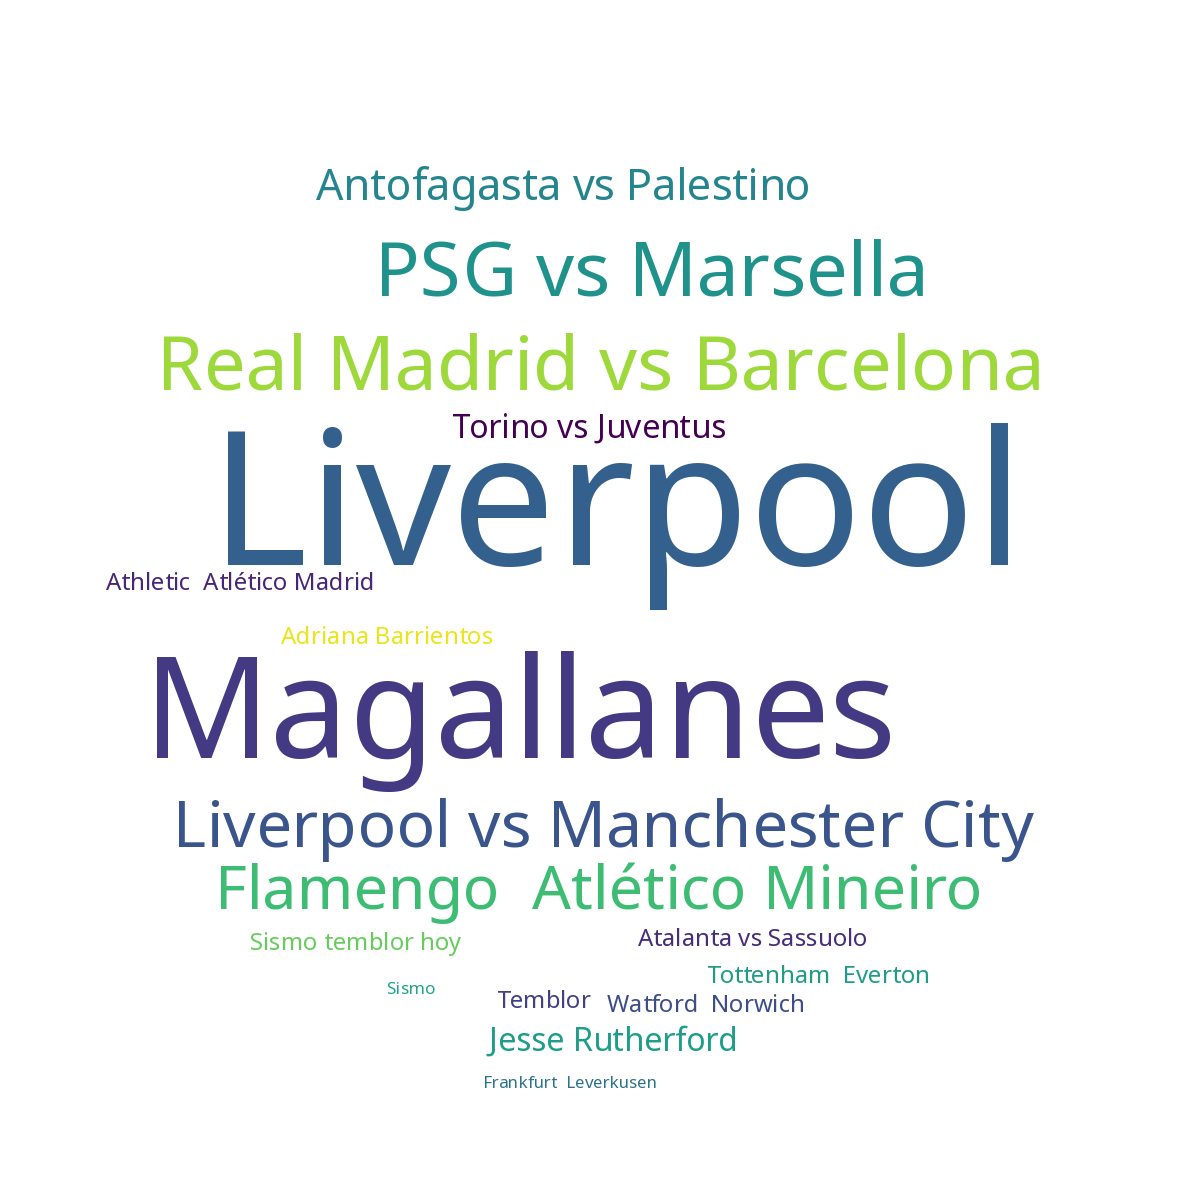 Antofagasta vs Palestino
PSG vs Marsella
Real Madrid vs Barcelona
Torino vs Juventus
Liverpool
Athletic  Atlético Madrid
Adriana Barrientos
Magallanes
Liverpool vs Manchester City
Flamengo  Atlético Mineiro
Atalanta vs Sassuolo
Sismo temblor hoy
Tottenham  Everton
Sismo
Temblor
Watford  Norwich
Jesse Rutherford
Frankfurt  Leverkusen